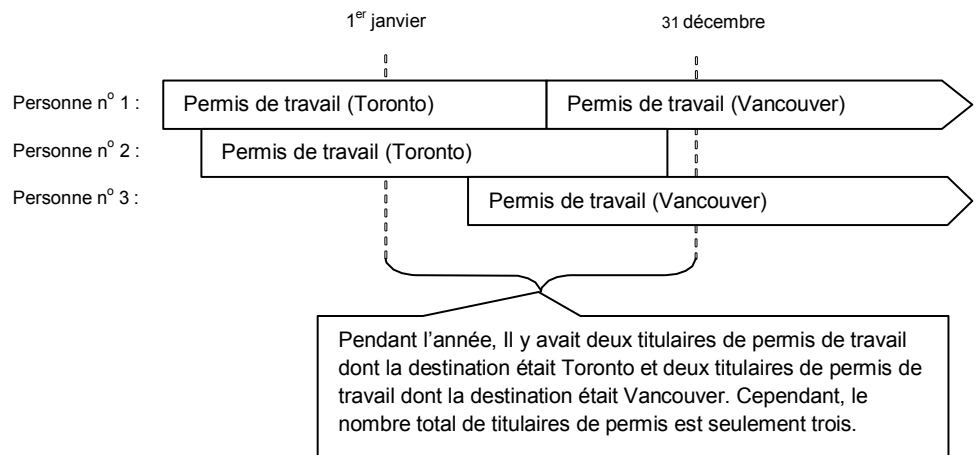 1er janvier 31 décembre
Personne no 1 : Permis de travail (Toronto) Permis de travail (Vancouver)
Personne no 2 : Permis de travail (Toronto)
Personne no 3 : Permis de travail (Vancouver)
Pendant l’année, Il y avait deux titulaires de permis de travail
dont la destination était Toronto et deux titulaires de permis de
travail dont la destination était Vancouver. Cependant, le
nombre total de titulaires de permis est seulement trois.